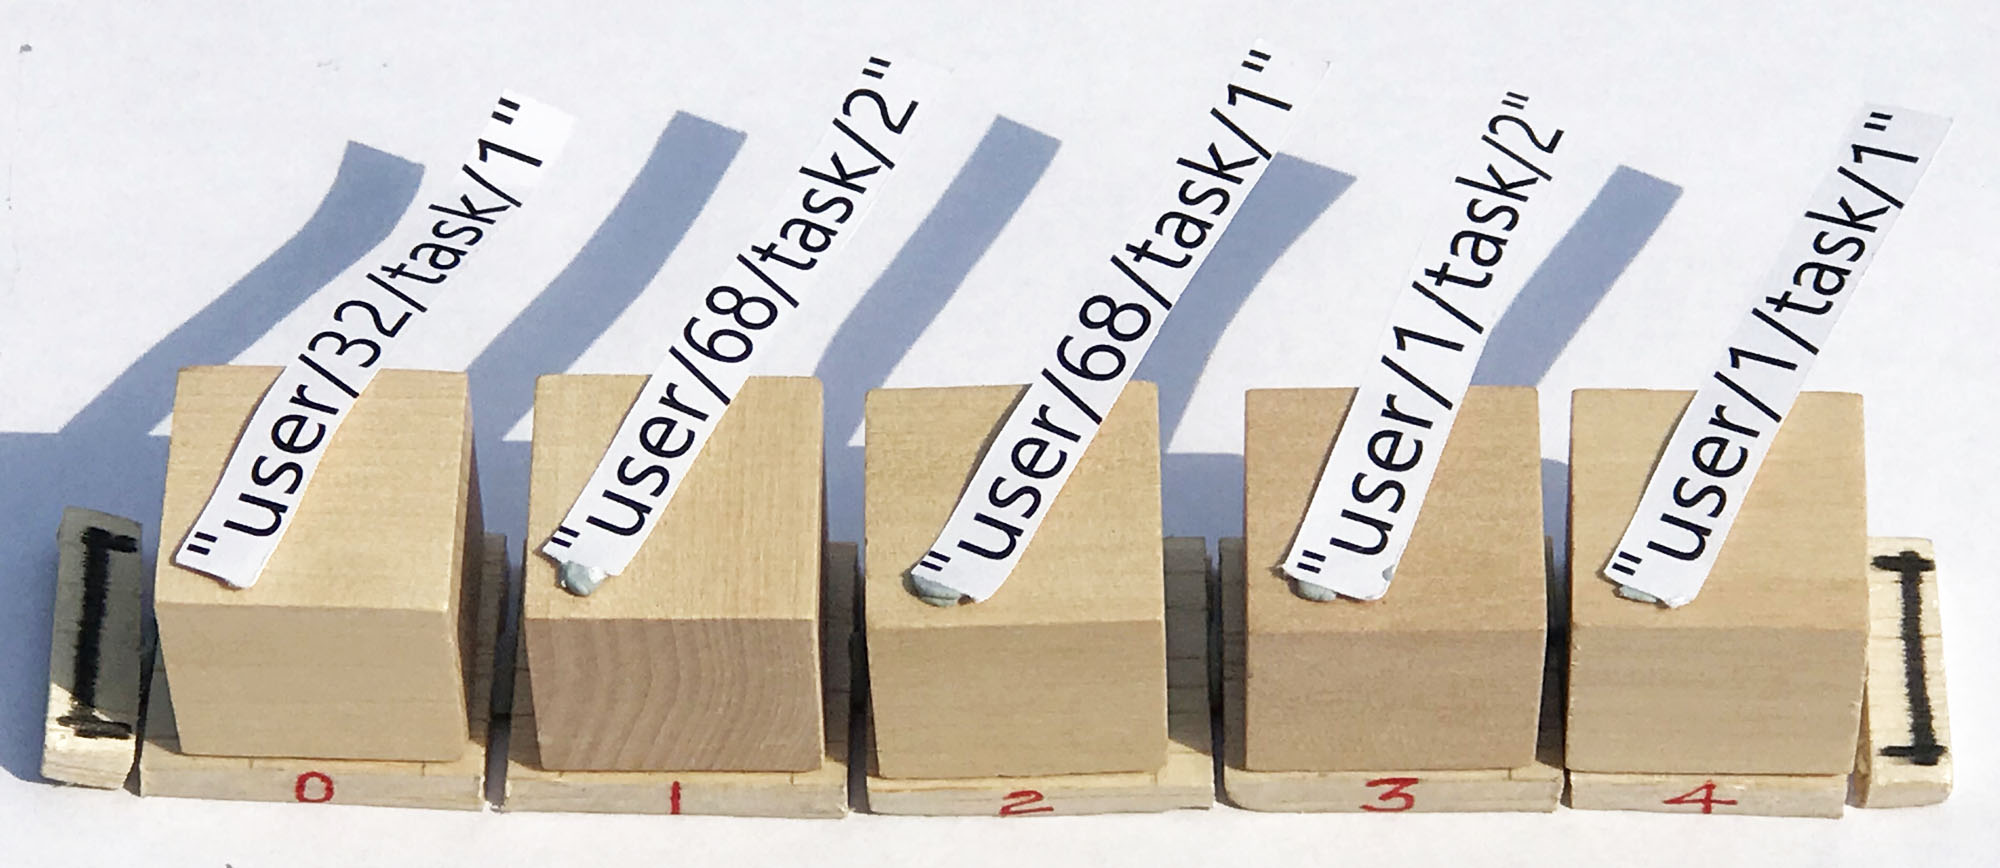 "user/32/task/1"
"user/68/task/2"
"user/68/task/1"
"user/1/task/2"
"user/1/task/1"
[ ]
0 1 2 3 4